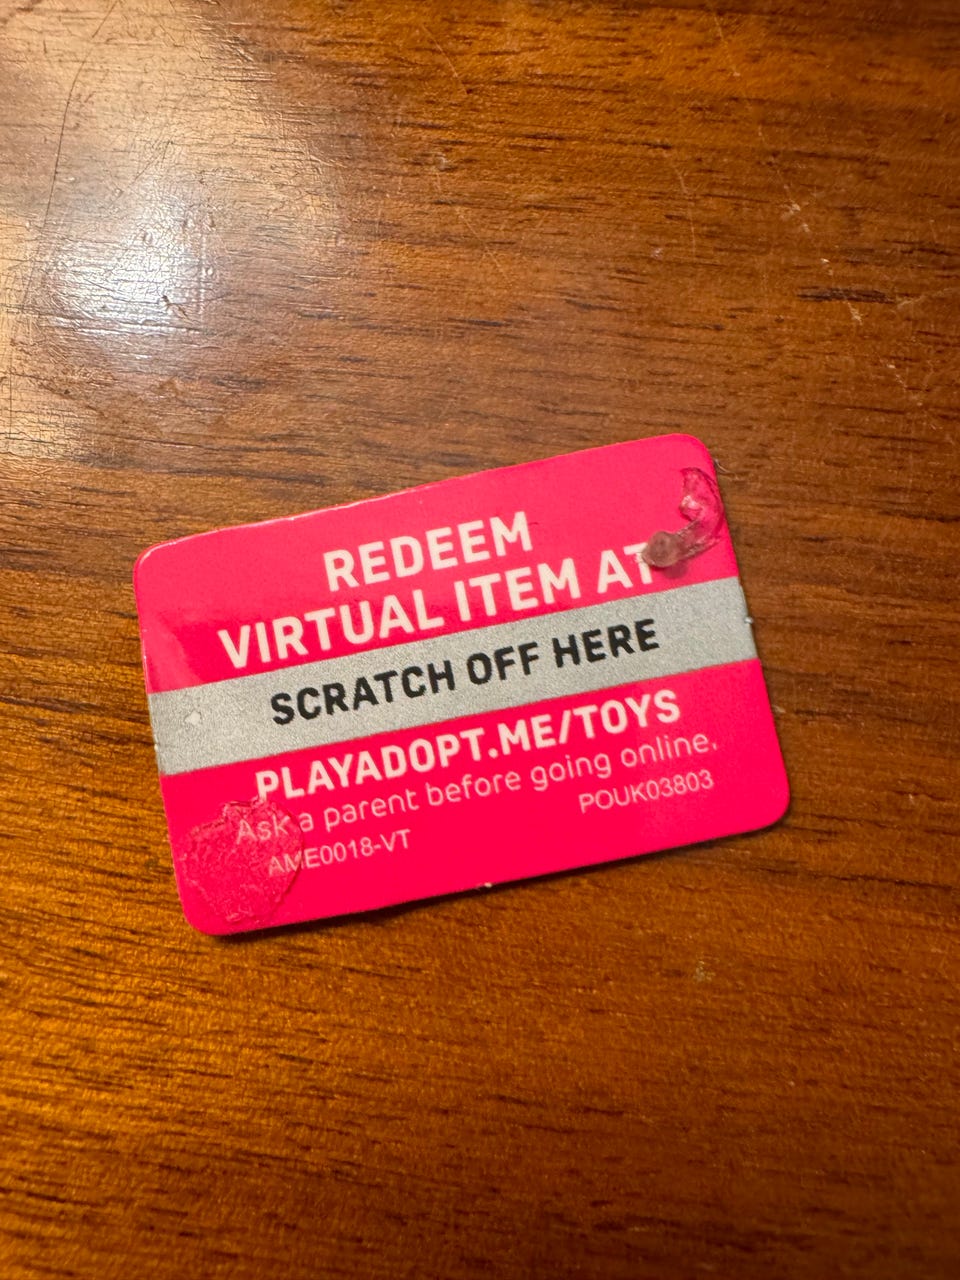 REDEEM
VIRTUAL ITEM AT
SCRATCH OFF HERE
PLAYADOPT.ME/TOYS
Ask a parent before going online.
POUK03803
AME0018-VT